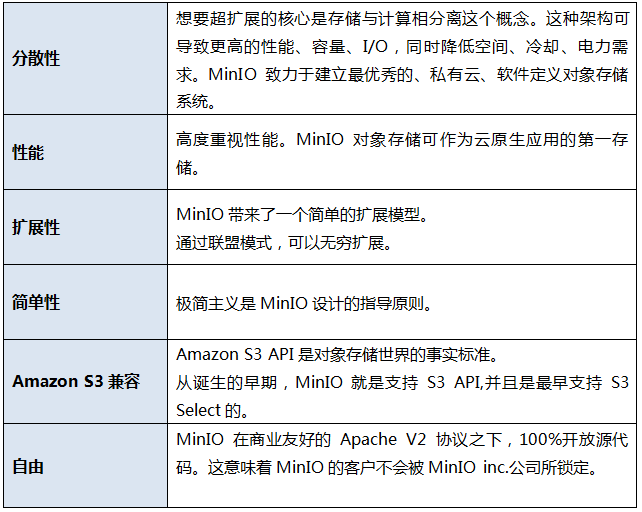 分散性
想要超扩展的核心是存储与计算相分离这个概念。这种架构可
导致更高的性能、容量、I/O，同时降低空间、冷却、电力需
求。MinIO 致力于建立最优秀的、私有云、软件定义对象存储
系统。
性能
高度重视性能。MinIO 对象存储可作为云原生应用的第一存
储。
扩展性
MinIO 带来了一个简单的扩展模型。
通过联盟模式，可以无穷扩展。
简单性
极简主义是 MinIO 设计的指导原则。
Amazon S3 兼容
Amazon S3 API 是对象存储世界的事实标准。
从诞生的早期，MinIO 就是支持 S3 API,并且是最早支持 S3
Select 的。
自由
MinIO 在商业友好的 Apache V2 协议之下，100%开放源代
码。这意味着 MinIO 的客户不会被 MinIO inc.公司所锁定。